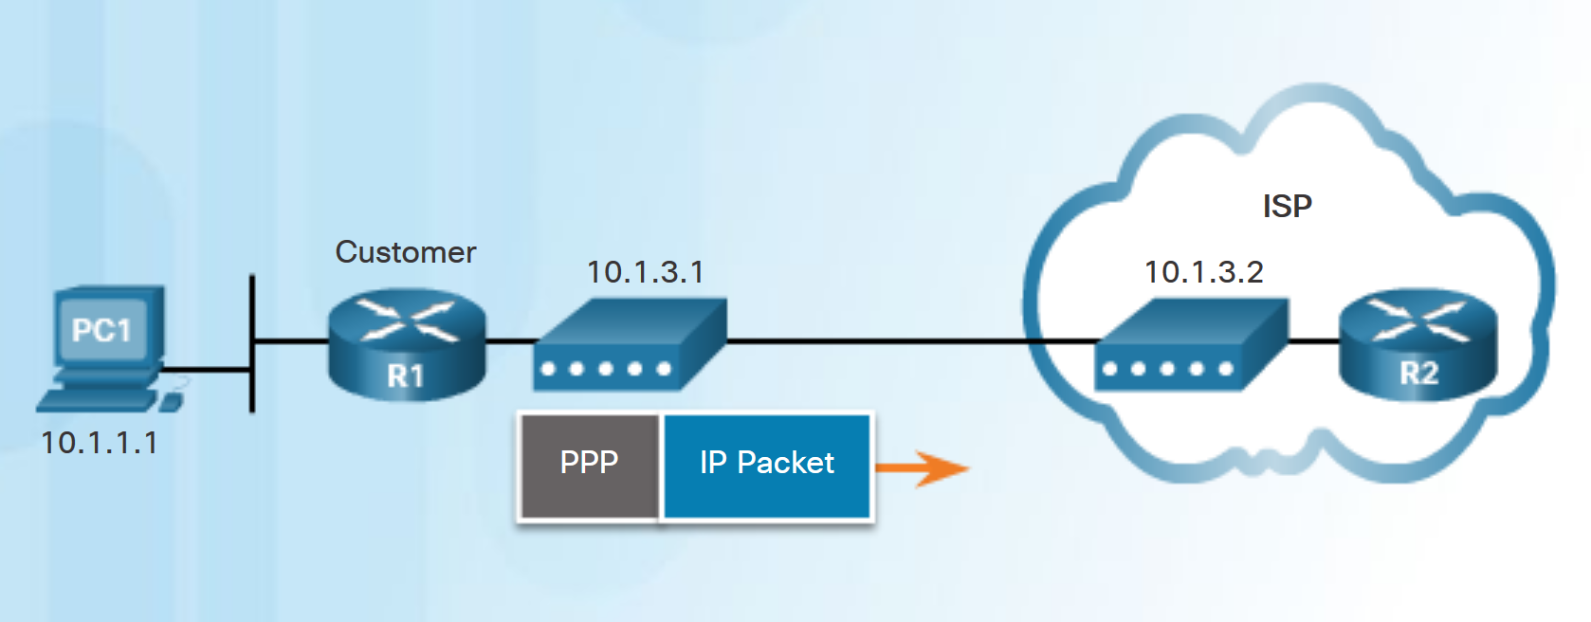 ISP
Customer
10.1.3.1
10.1.3.2
PC1
R1
R2
10.1.1.1
PPP
IP Packet